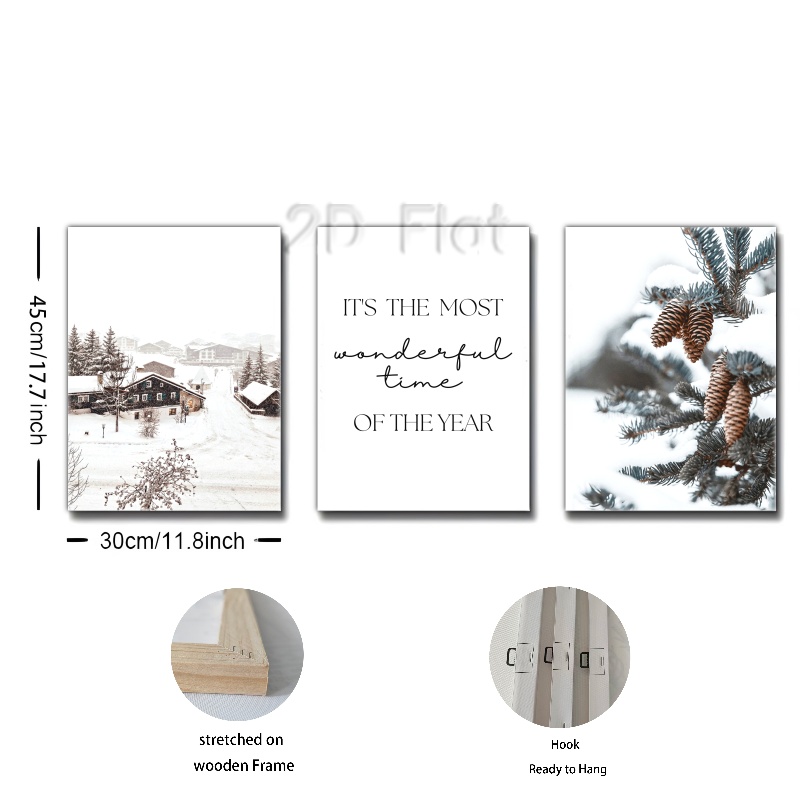 2D Flat
45cm/17.7inch
IT'S THE MOST
wonderful
time
OF THE YEAR
30cm/11.8inch
stretched on
wooden Frame
Hook
Ready to Hang